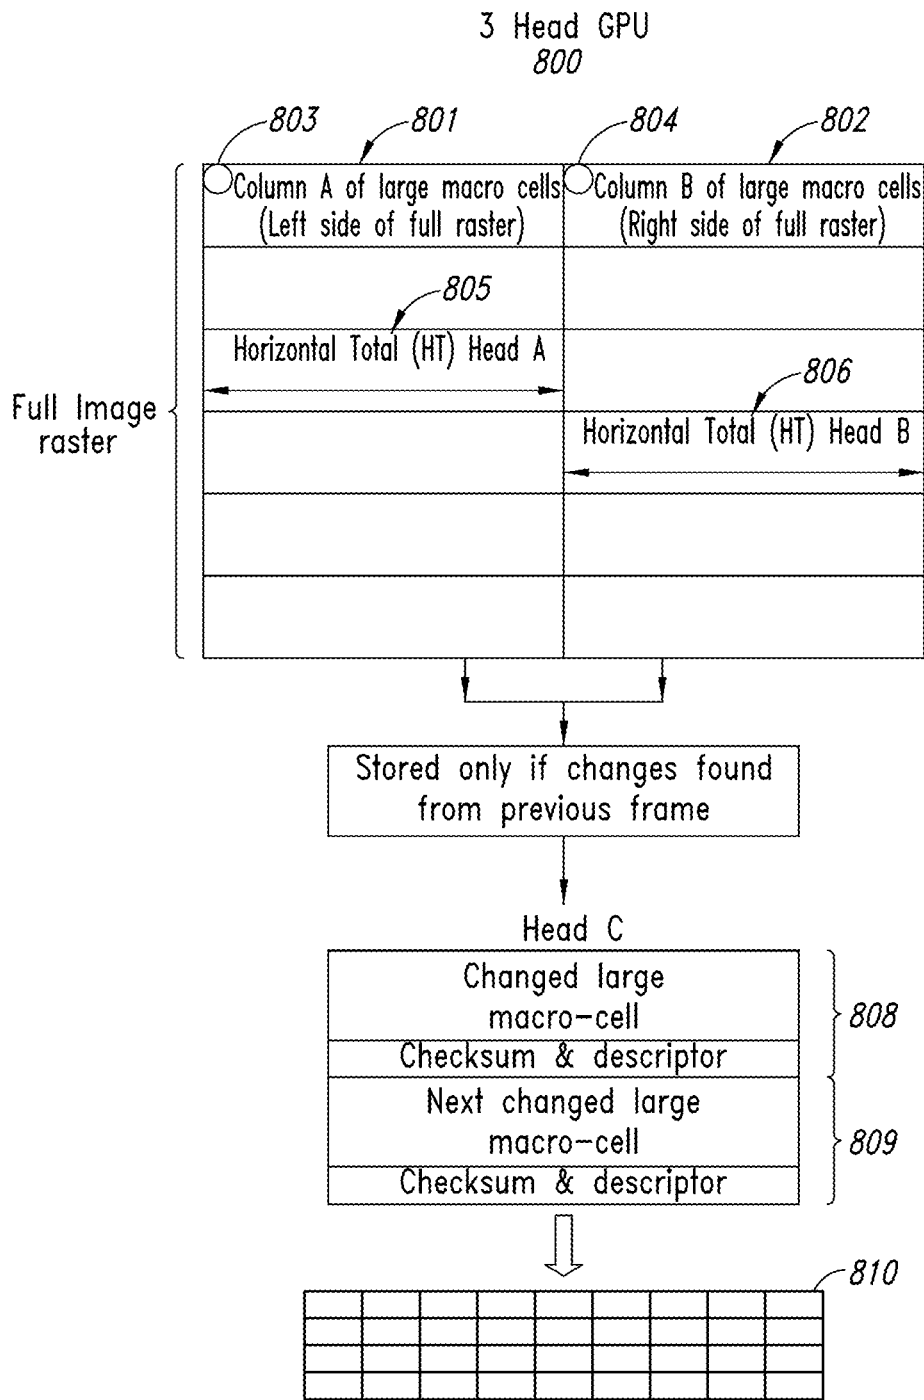 3 Head GPU
800
803
801
804
802
Column A of large macro cells
(Left side of full raster)
Column B of large macro cells
(Right side of full raster)
805
Horizontal Total (HT) Head A
806
Full Image
raster
Horizontal Total (HT) Head B
Stored only if changes found
from previous frame
Head C
Changed large
macro-cell
808
Checksum & descriptor
Next changed large
macro-cell
809
Checksum & descriptor
810